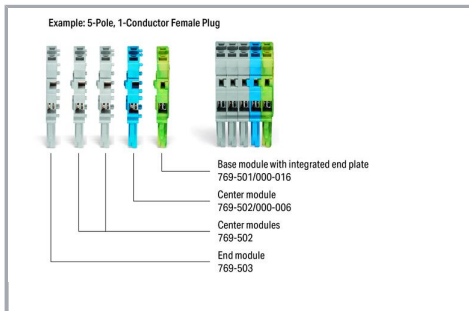 Example: 5-Pole, 1-Conductor Female Plug
Base module with integrated end plate
769-501/000-016
Center module
769-502/000-006
Center modules
769-502
End module
769-503